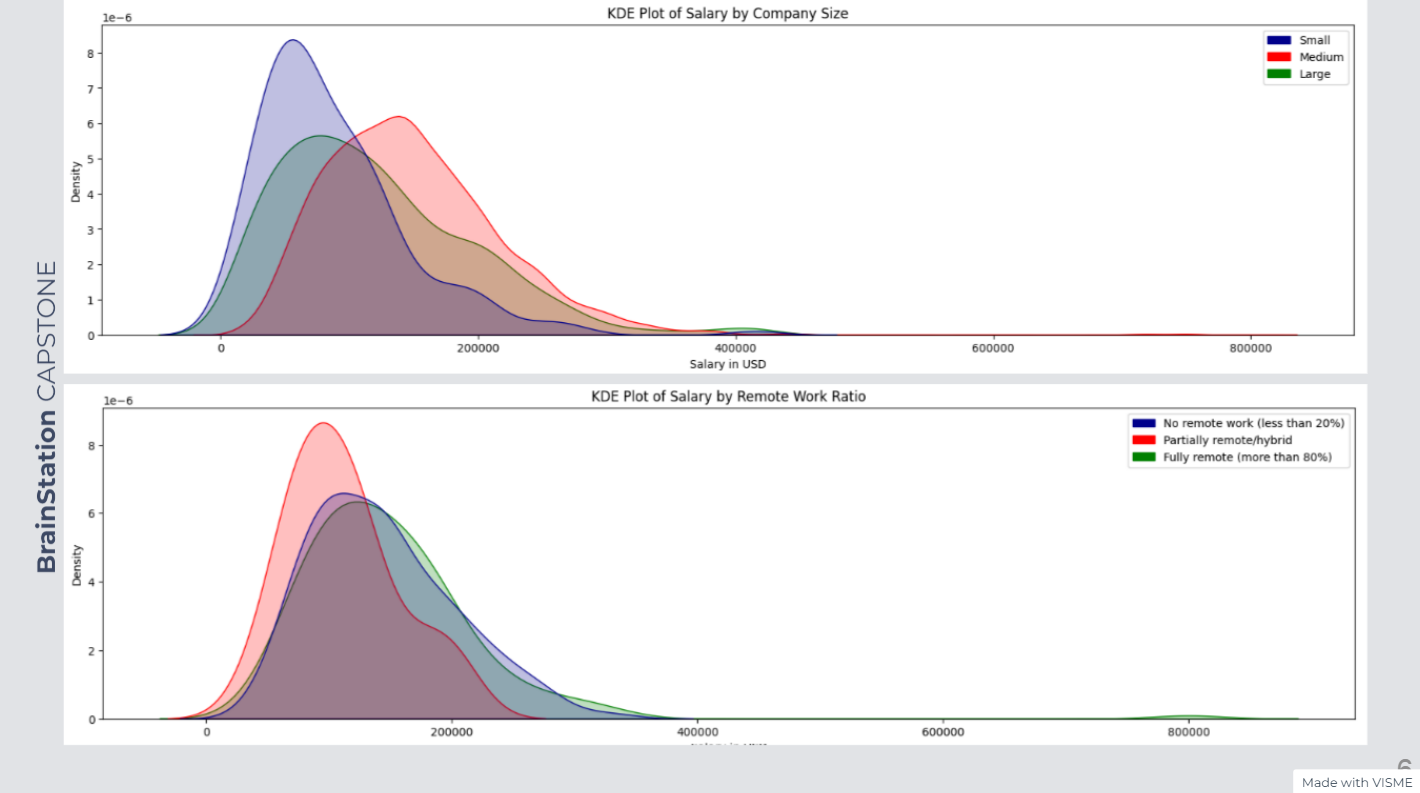 KDE Plot of Salary by Company Size
1e−6
Small
Medium
Large
8
7
6
5
4
3
2
1
0
Density
0 200000 400000 600000 800000
Salary in USD
BrainStation CAPSTONE
KDE Plot of Salary by Remote Work Ratio
1e−6
No remote work (less than 20%)
Partially remote/hybrid
Fully remote (more than 80%)
8
6
4
2
0
Density
0 200000 400000 600000 800000
6
Made with VISME